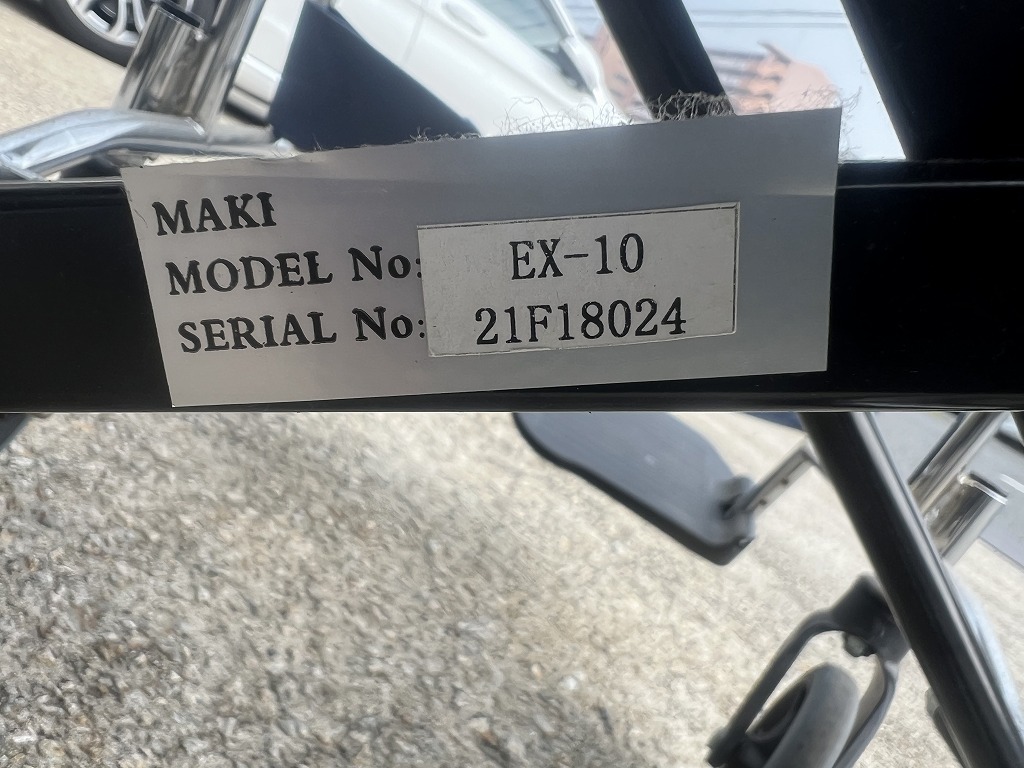 MAKI
MODEL No: EX-10
SERIAL No: 21F18024